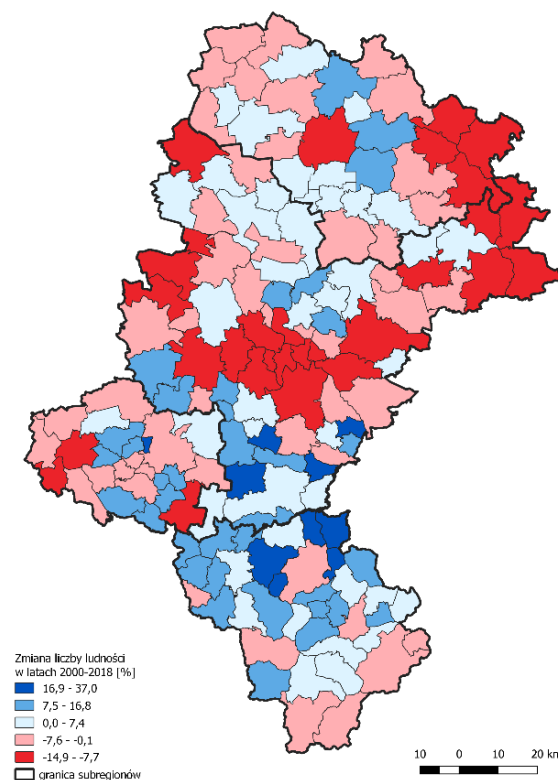 Zmiana liczby ludności
w latach 2000-2018 [%]
16,9 - 37,0
7,5 - 16,8
0,0 - 7,4
-7,6 - -0,1
-14,9 - -7,7
granica subregionów
10 0 10 20 km